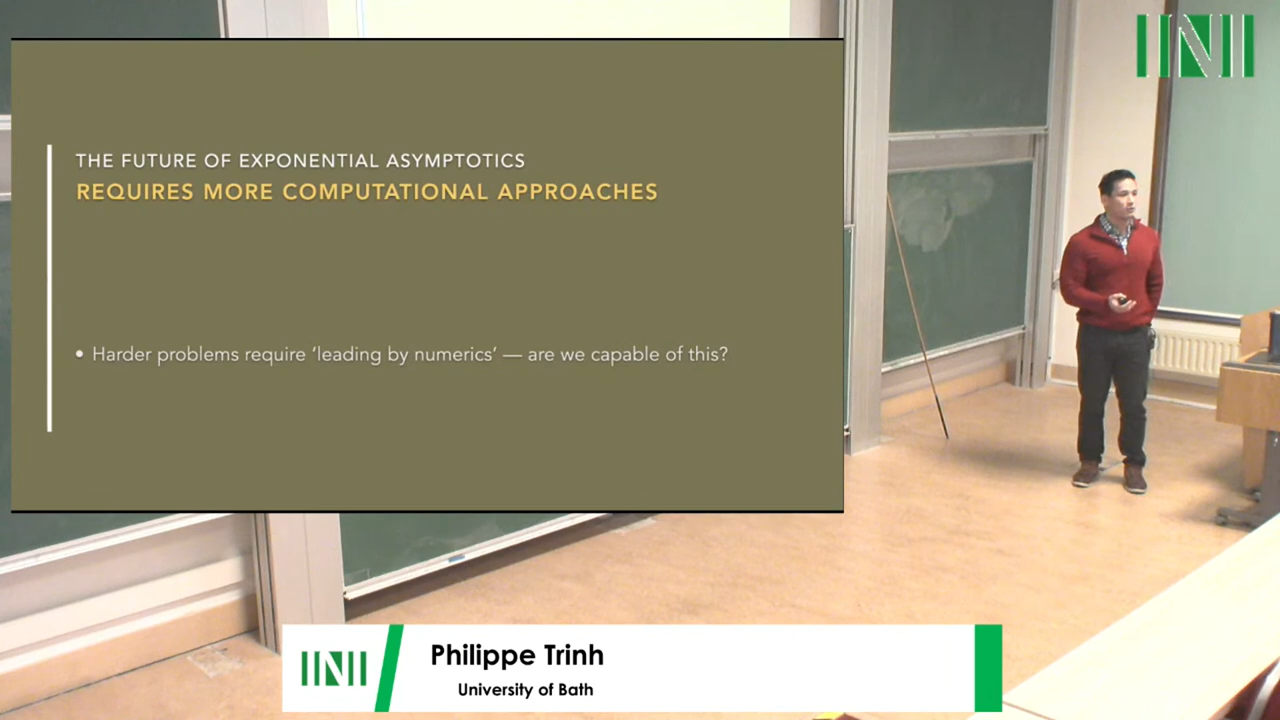 THE FUTURE OF EXPONENTIAL ASYMPTOTICS
REQUIRES MORE COMPUTATIONAL APPROACHES
• Harder problems require ‘leading by numerics’ — are we capable of this?
INI
INI
Philippe Trinh
University of Bath